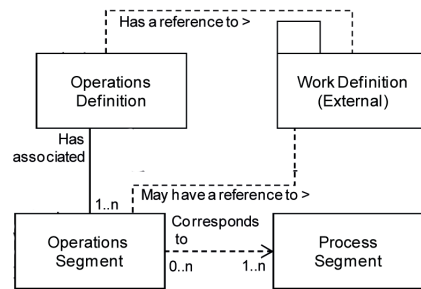 Has a reference to >
Operations
Definition
Work Definition
(External)
Has
associated
May have a reference to >
1..n
Corresponds
to
Operations
Segment
0..n
1..n
Process
Segment